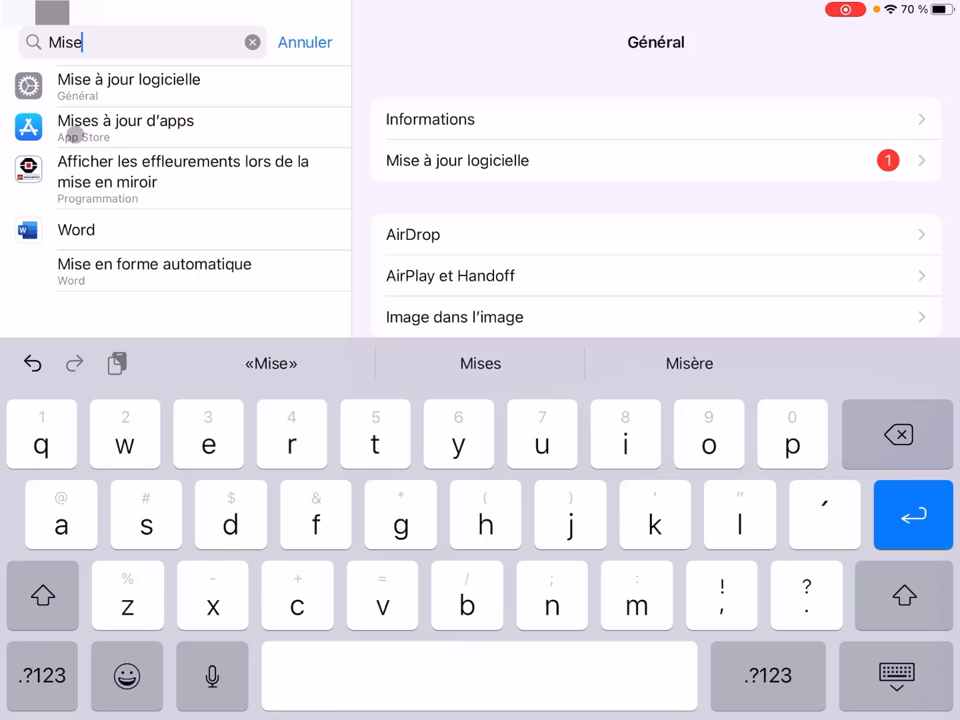 70 %
Mise
Annuler
Général
Mise à jour logicielle
Général
Mises à jour d'apps
App Store
Afficher les effleurements lors de la
mise en miroir
Programmation
Word
Mise en forme automatique
Word
Informations
Mise à jour logicielle
1
AirDrop
AirPlay et Handoff
Image dans l'image
«Mise»
Mises
Misère
1 2 3 4 5 6 7 8 9 0
q w e r t y u i o p
@ # $ & * ( ) ' "
a s d f g h j k l ´
% - + = / ; : ! ?
z x c v b n m , .
.?123
.?123